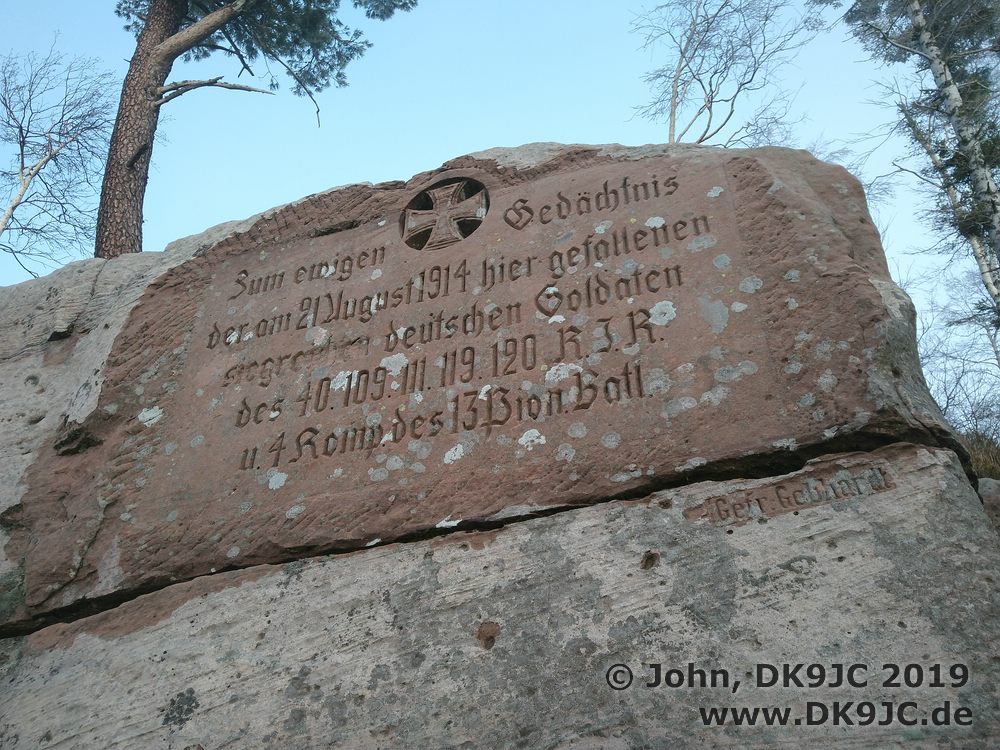 Zum ewigen Gedächtnis
der am 21 August 1914 hier gefallenen
siegreichen deutschen Soldaten
des 40. 109. 111. 119. 120 R.I.R.
u. 4 Komp. des 13 Pion. Batl.
Gefr. Gebhardt
© John, DK9JC 2019
www.DK9JC.de